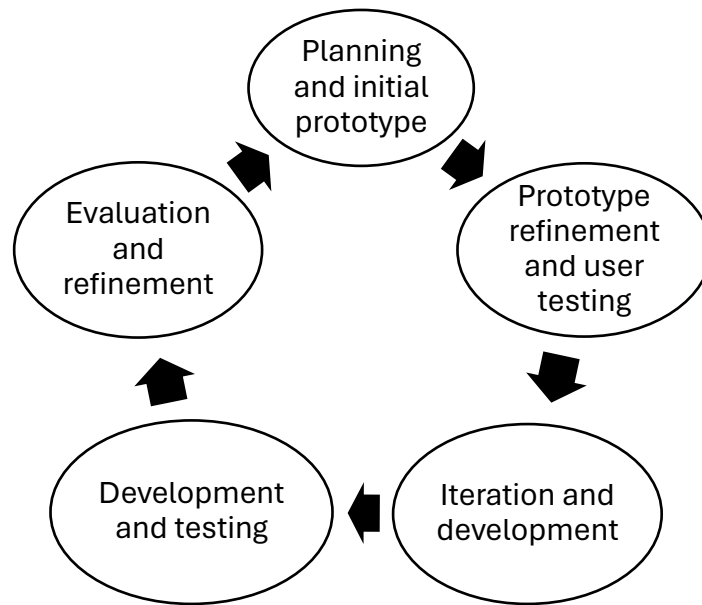 Planning
and initial
prototype
Prototype
refinement
and user
testing
Iteration and
development
Development
and testing
Evaluation
and
refinement